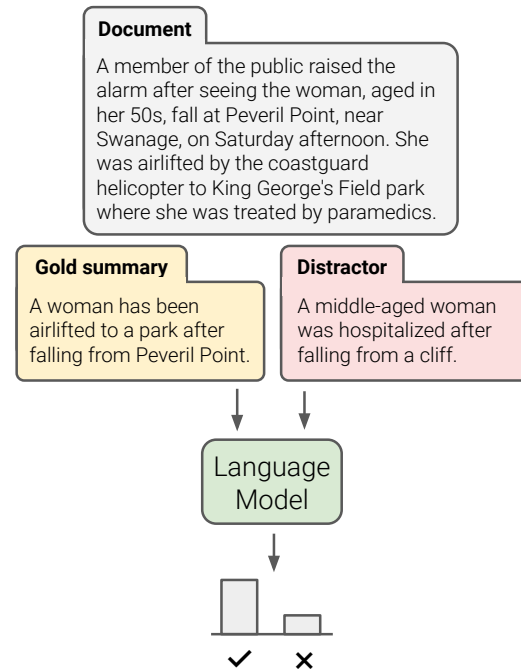 Document
A member of the public raised the
alarm after seeing the woman, aged in
her 50s, fall at Peveril Point, near
Swanage, on Saturday afternoon. She
was airlifted by the coastguard
helicopter to King George's Field park
where she was treated by paramedics.
Gold summary
A woman has been
airlifted to a park after
falling from Peveril Point.
Distractor
A middle-aged woman
was hospitalized after
falling from a cliff.
Language
Model